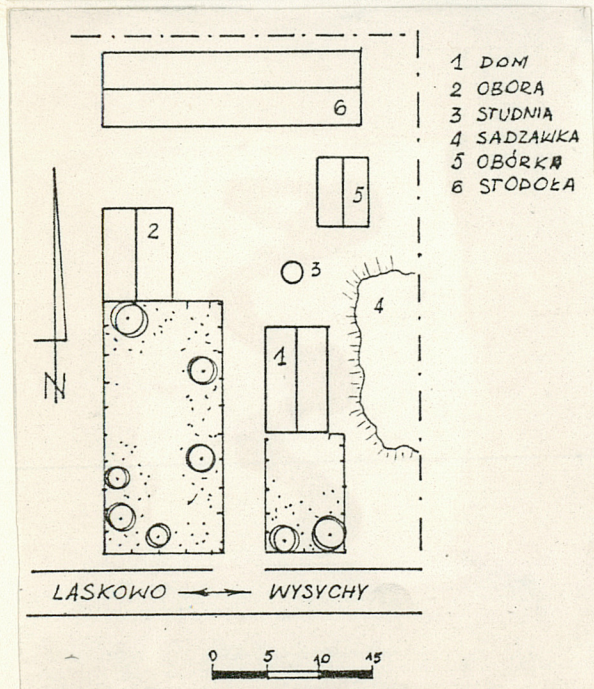 1 DOM
2 OBORA
3 STUDNIA
4 SADZAWKA
5 OBÓRKA
6 STODOŁA
6
5
2
3
4
1
N
LASKOWO WYSYCHY
0 5 10 15